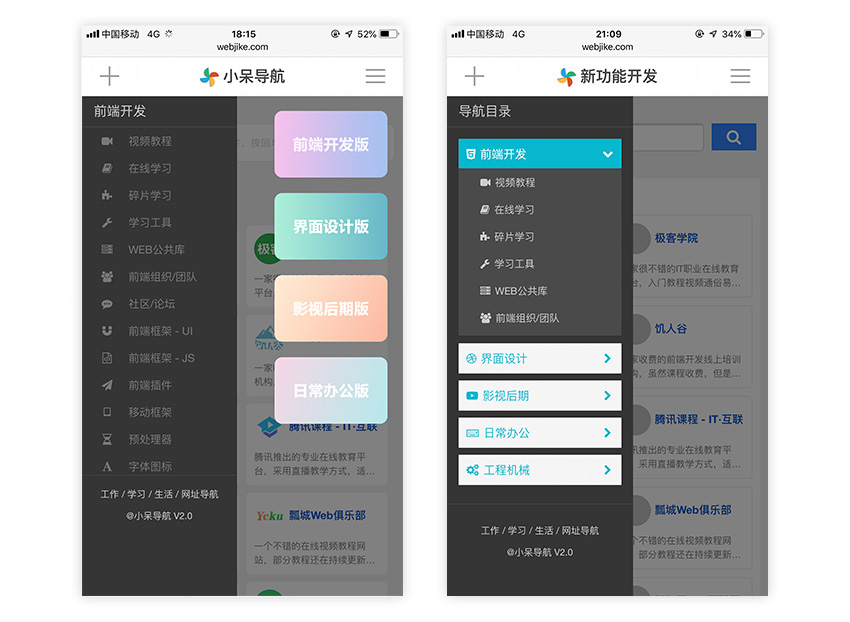 中国移动 4G 18:15 52%
webjike.com
小呆导航
前端开发
视频教程
在线学习
碎片学习
学习工具
WEB公共库
前端组织/团队
社区/论坛
前端框架 - UI
前端框架 - JS
前端插件
移动框架
预处理器
字体图标
工作 / 学习 / 生活 / 网址导航
@小呆导航 V2.0
前端开发版
界面设计版
影视后期版
日常办公版
极
一家
平台
一家
机构
腾讯课程 - IT·互联
腾讯推出的专业在线教育平
台，采用直播教学方式，适...
Ycku 瓢城Web俱乐部
一个不错的在线视频教程网
站，部分教程还在持续更新...
中国移动 4G 21:09 34%
webjike.com
新功能开发
导航目录
前端开发
视频教程
在线学习
碎片学习
学习工具
WEB公共库
前端组织/团队
界面设计
影视后期
日常办公
工程机械
工作 / 学习 / 生活 / 网址导航
@小呆导航 V2.0
极客学院
家很不错的IT职业在线教育
台，入门教程视频通俗易...
饥人谷
家收费的前端开发线上培训
构，虽然课程收费，但是...
腾讯课程 - IT·互联
讯推出的专业在线教育平
，采用直播教学方式，适...
瓢城Web俱乐部
个不错的在线视频教程网
，部分教程还在持续更新...